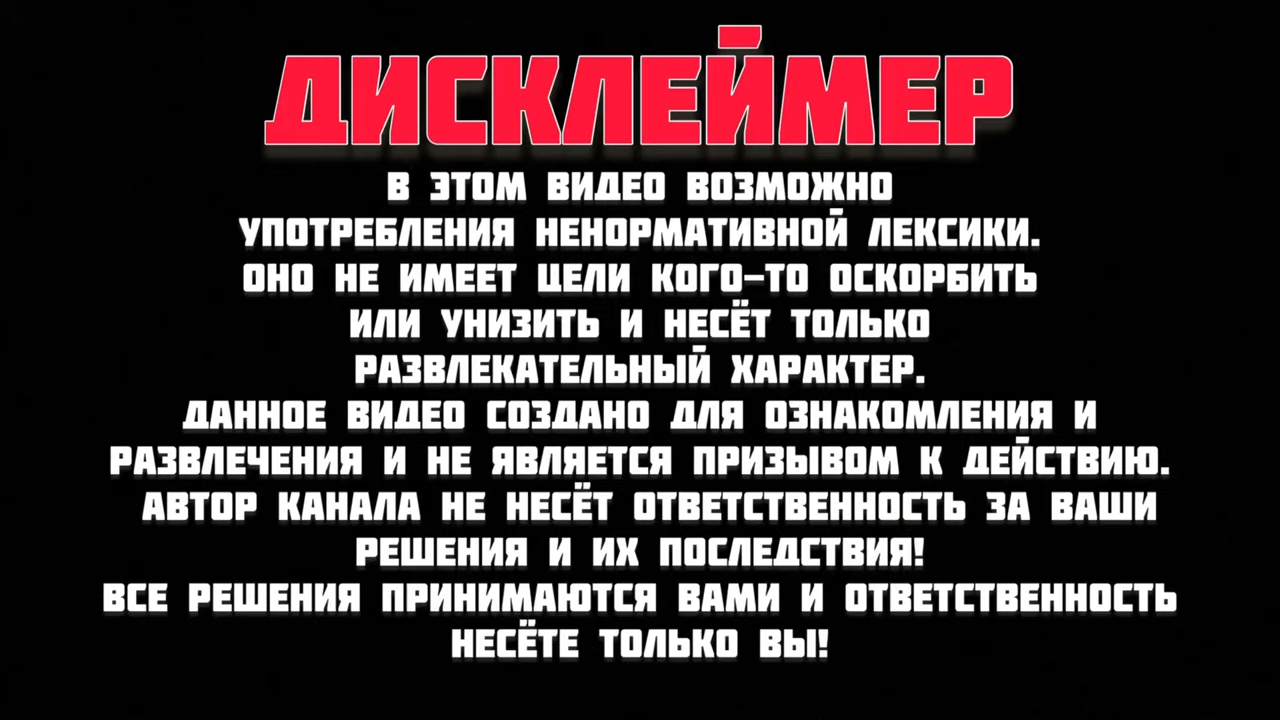 ДИСКЛЕЙМЕР
В ЭТОМ ВИДЕО ВОЗМОЖНО
УПОТРЕБЛЕНИЯ НЕНОРМАТИВНОЙ ЛЕКСИКИ.
ОНО НЕ ИМЕЕТ ЦЕЛИ КОГО-ТО ОСКОРБИТЬ
ИЛИ УНИЗИТЬ И НЕСЁТ ТОЛЬКО
РАЗВЛЕКАТЕЛЬНЫЙ ХАРАКТЕР.
ДАННОЕ ВИДЕО СОЗДАНО ДЛЯ ОЗНАКОМЛЕНИЯ И
РАЗВЛЕЧЕНИЯ И НЕ ЯВЛЯЕТСЯ ПРИЗЫВОМ К ДЕЙСТВИЮ.
АВТОР КАНАЛА НЕ НЕСЁТ ОТВЕТСТВЕННОСТЬ ЗА ВАШИ
РЕШЕНИЯ И ИХ ПОСЛЕДСТВИЯ!
ВСЕ РЕШЕНИЯ ПРИНИМАЮТСЯ ВАМИ И ОТВЕТСТВЕННОСТЬ
НЕСЁТЕ ТОЛЬКО ВЫ!